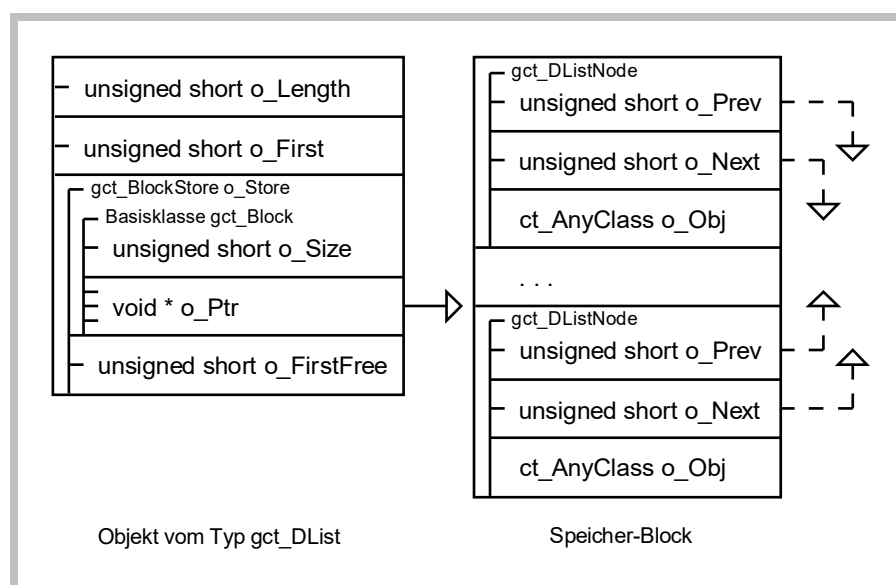 unsigned short o_Length
unsigned short o_First
gct_BlockStore o_Store
Basisklasse gct_Block
unsigned short o_Size
void * o_Ptr
unsigned short o_FirstFree
Objekt vom Typ gct_DList
gct_DListNode
unsigned short o_Prev
unsigned short o_Next
ct_AnyClass o_Obj
. . .
gct_DListNode
unsigned short o_Prev
unsigned short o_Next
ct_AnyClass o_Obj
Speicher-Block